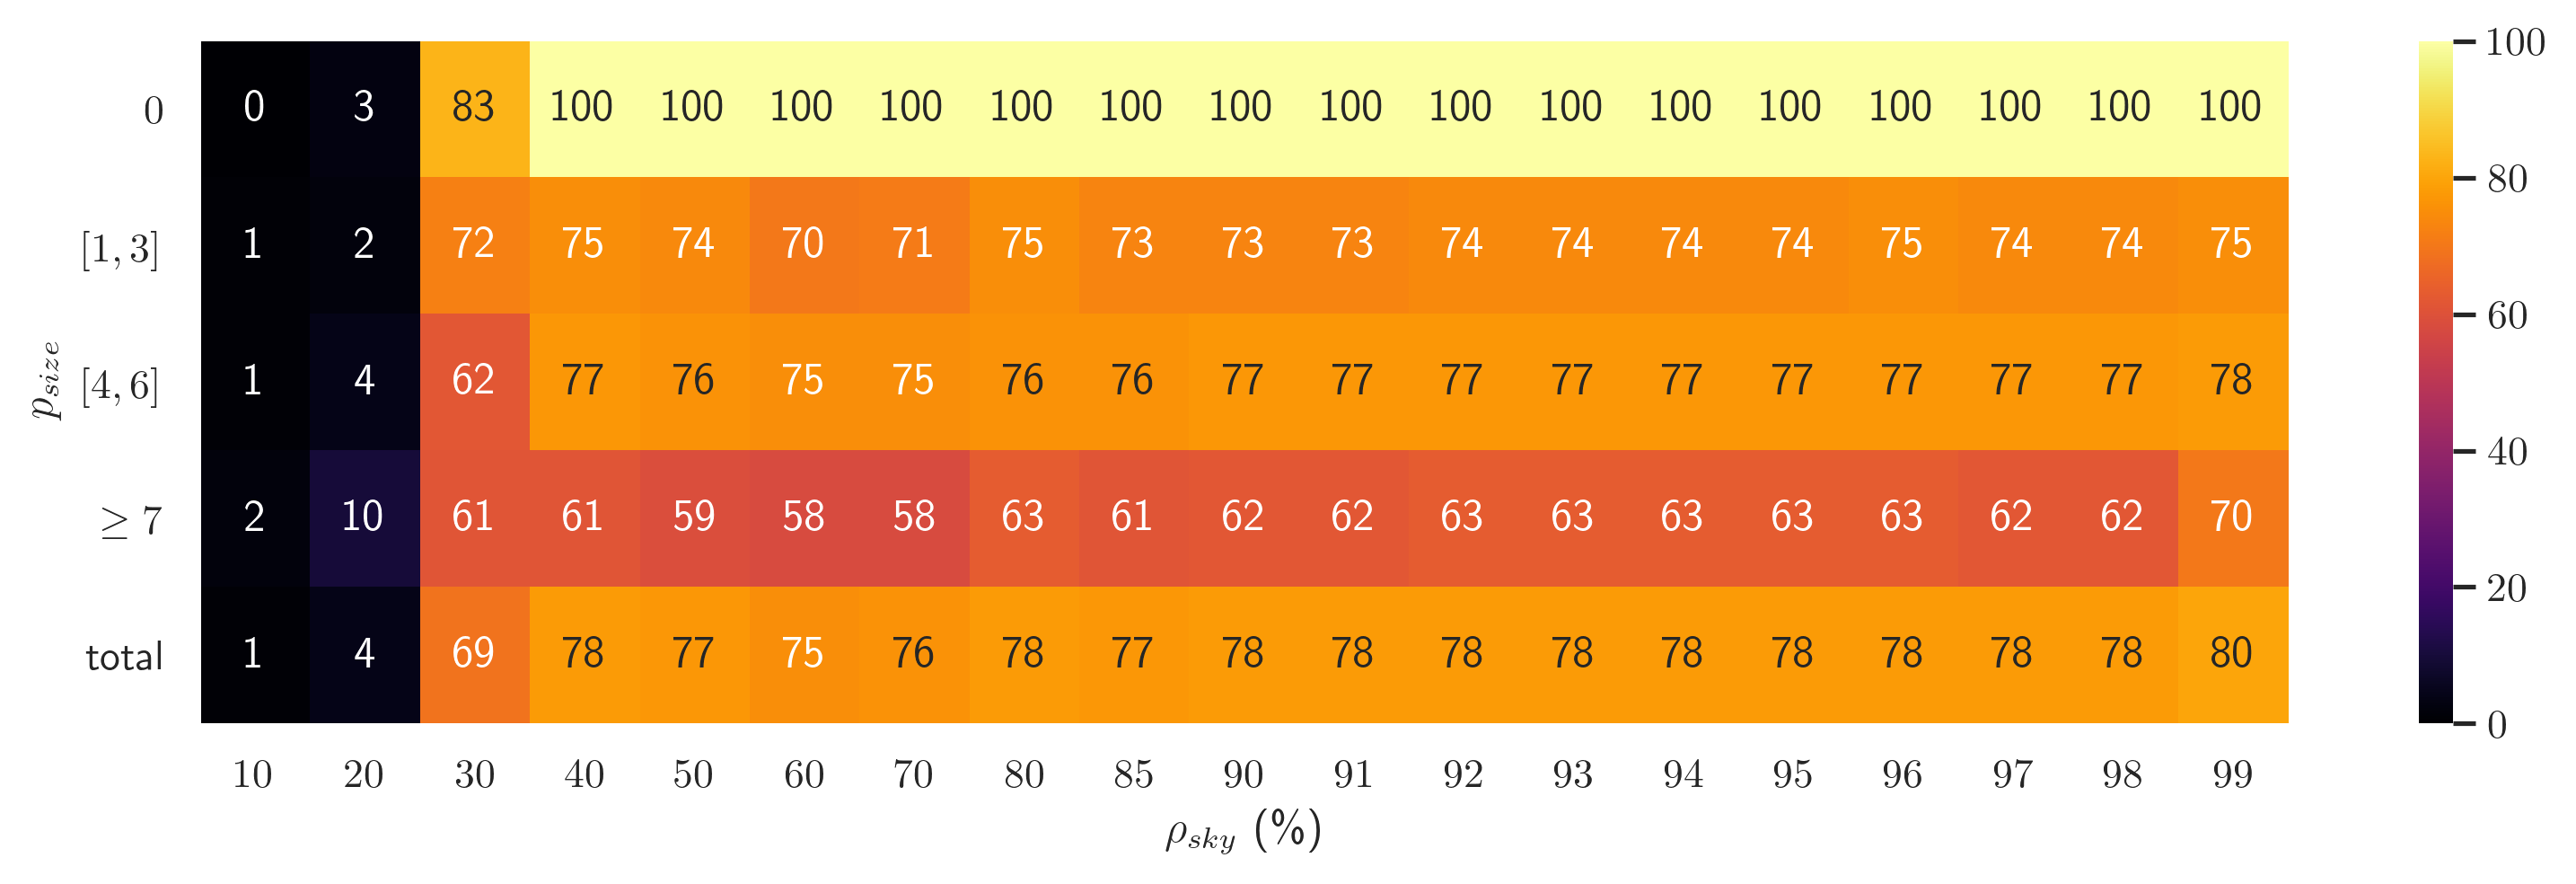 0 0 3 83 100 100 100 100 100 100 100 100 100 100 100 100 100 100 100 100
[1, 3] 1 2 72 75 74 70 71 75 73 73 73 74 74 74 74 75 74 74 75
[4, 6] 1 4 62 77 76 75 75 76 76 77 77 77 77 77 77 77 77 77 78
≥ 7 2 10 61 61 59 58 58 63 61 62 62 63 63 63 63 63 62 62 70
total 1 4 69 78 77 75 76 78 77 78 78 78 78 78 78 78 78 78 80
10 20 30 40 50 60 70 80 85 90 91 92 93 94 95 96 97 98 99
ρsky (%)
psize
100
80
60
40
20
0